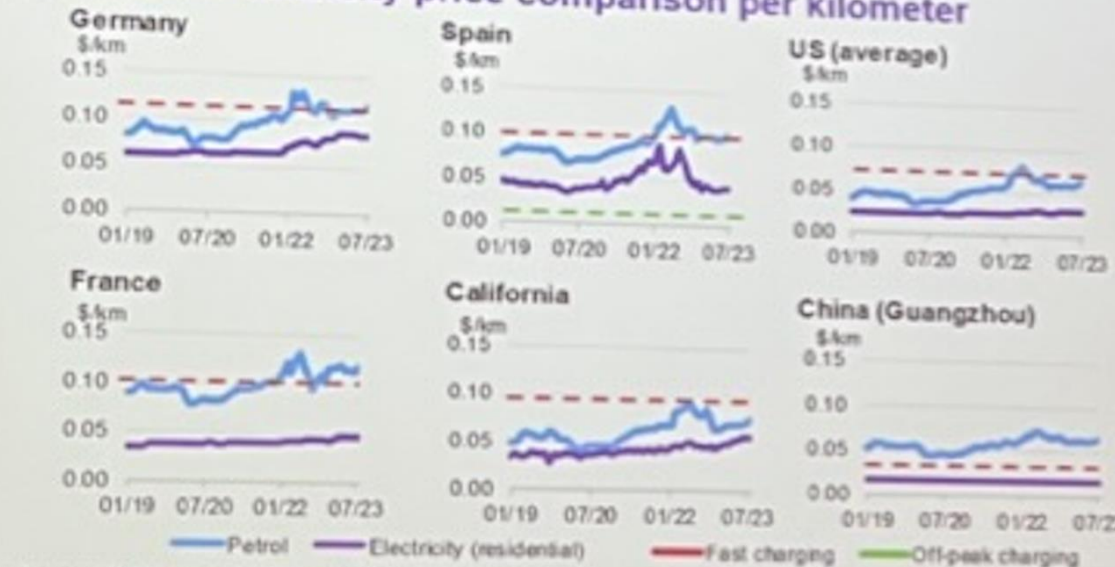 price comparison per kilometer
Germany
$/km
0.15
0.10
0.05
0.00
01/19 07/20 01/22 07/23
Spain
$/km
0.15
0.10
0.05
0.00
01/19 07/20 01/22 07/23
US (average)
$/km
0.15
0.10
0.05
0.00
01/19 07/20 01/22 07/23
France
$/km
0.15
0.10
0.05
0.00
01/19 07/20 01/22 07/23
California
$/km
0.15
0.10
0.05
0.00
01/19 07/20 01/22 07/23
China (Guangzhou)
$/km
0.15
0.10
0.05
0.00
01/19 07/20 01/22 07/2
Petrol Electricity (residential) Fast charging Off-peak charging